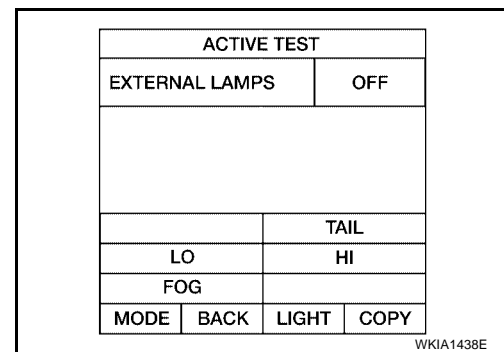 ACTIVE TEST
EXTERNAL LAMPS OFF
TAIL
LO HI
FOG
MODE BACK LIGHT COPY
WKIA1438E